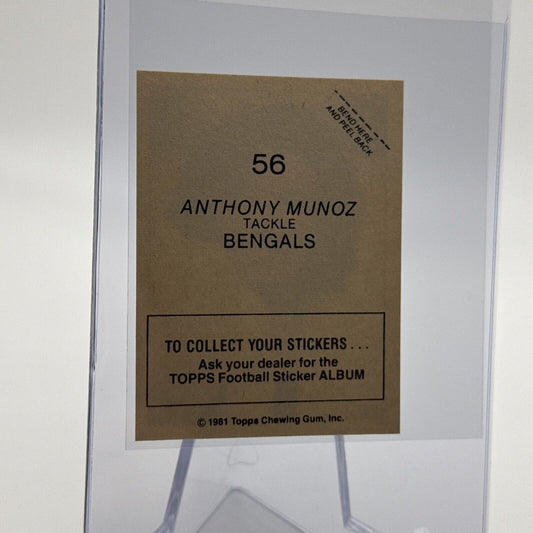 BEND HERE
AND PEEL BACK
56
ANTHONY MUNOZ
TACKLE
BENGALS
TO COLLECT YOUR STICKERS...
Ask your dealer for the
TOPPS Football Sticker ALBUM
© 1981 Topps Chewing Gum, Inc.